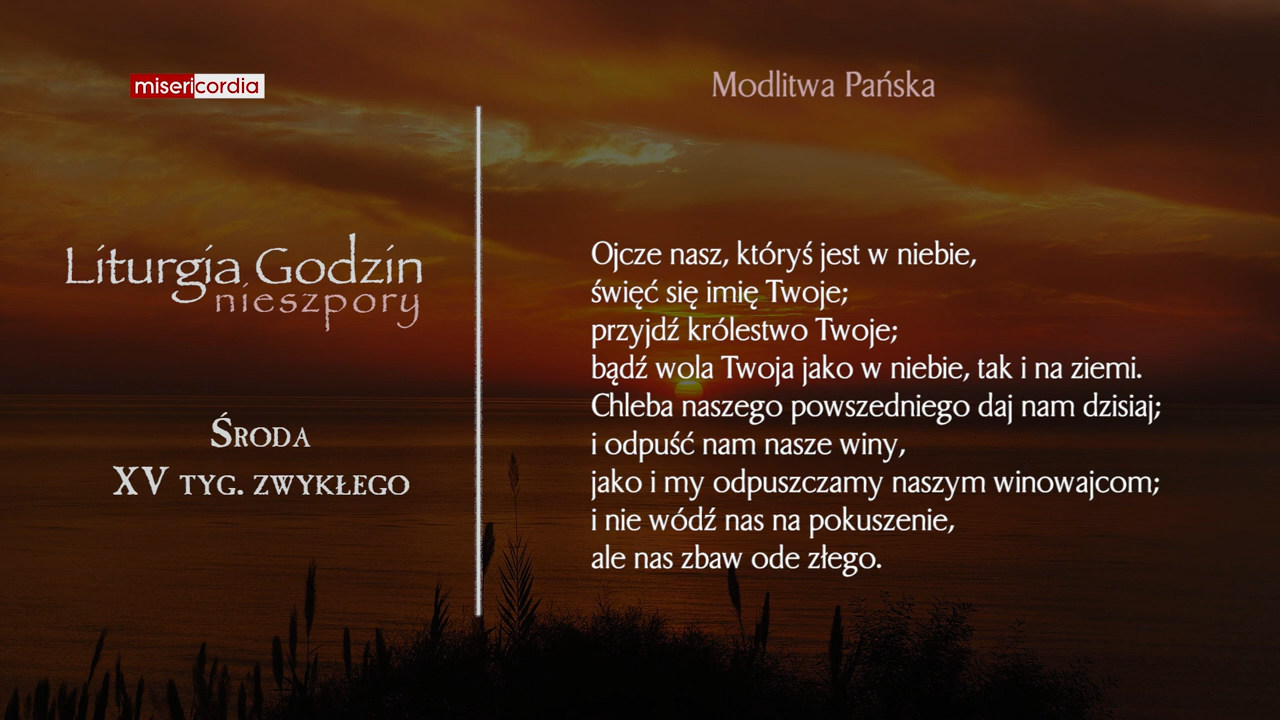 misericordia
Liturgia Godzin
nieszpory
Środa
XV tyg. zwykłego
Modlitwa Pańska
Ojcze nasz, któryś jest w niebie,
święć się imię Twoje;
przyjdź królestwo Twoje;
bądź wola Twoja jako w niebie, tak i na ziemi.
Chleba naszego powszedniego daj nam dzisiaj;
i odpuść nam nasze winy,
jako i my odpuszczamy naszym winowajcom;
i nie wódź nas na pokuszenie,
ale nas zbaw ode złego.